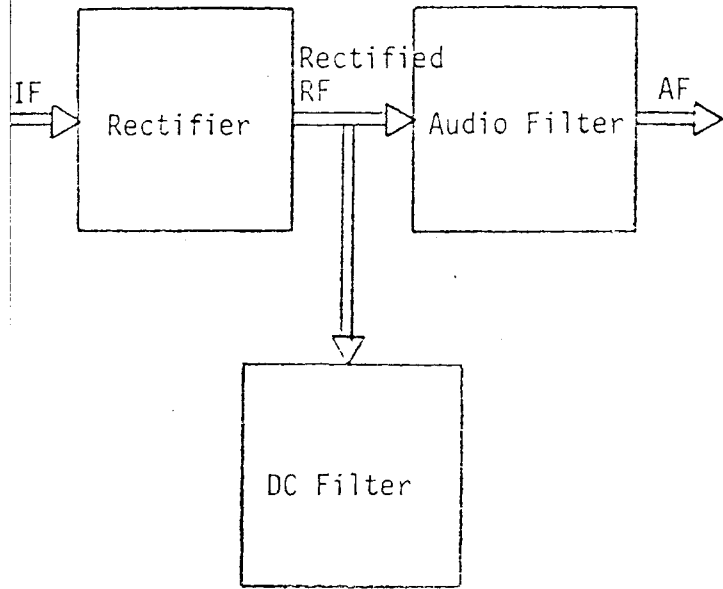 IF
Rectifier
Rectified
RF
Audio Filter
AF
DC Filter